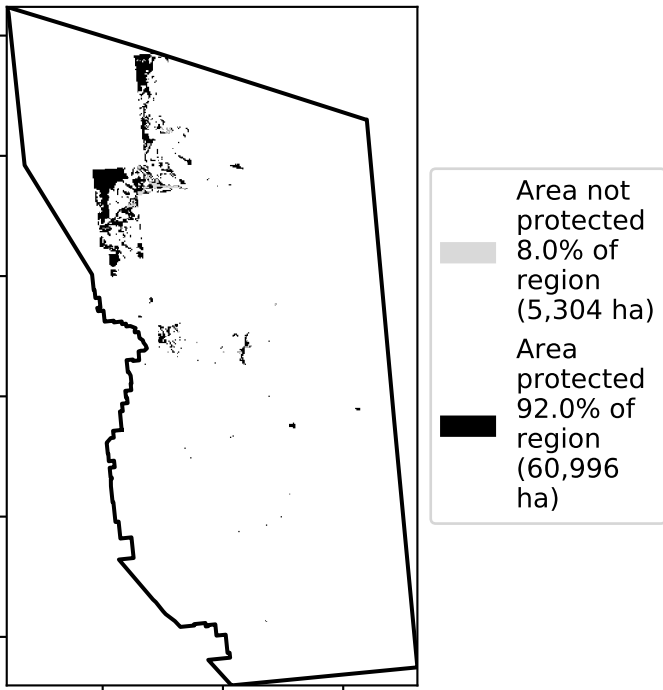 Area not
protected
8.0% of
region
(5,304 ha)
Area
protected
92.0% of
region
(60,996
ha)